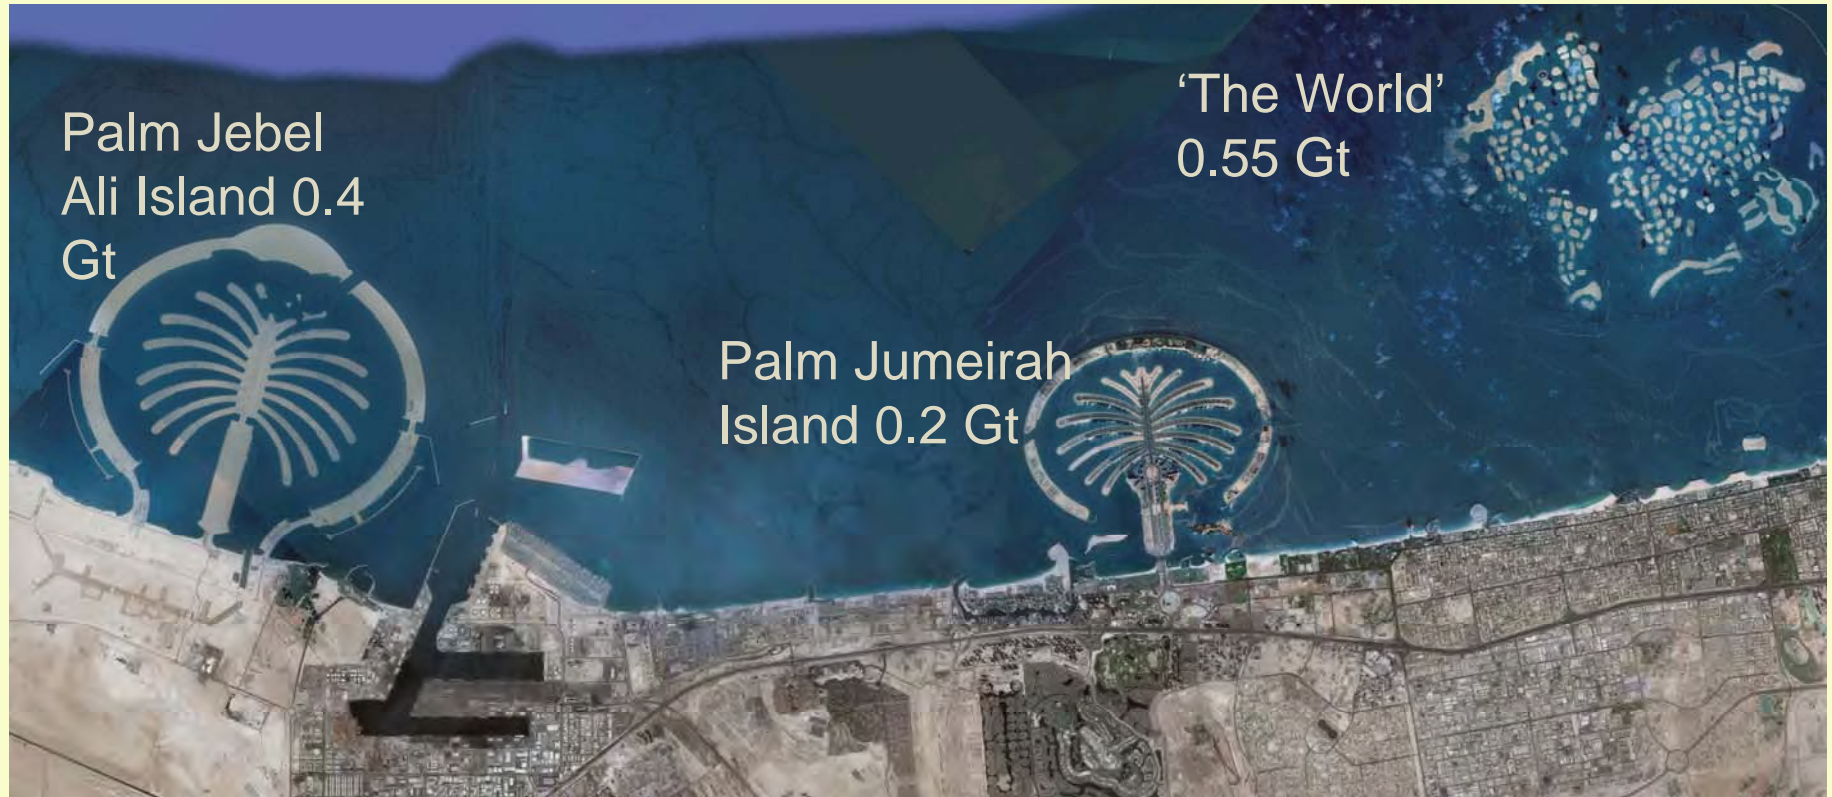 Palm Jebel
Ali Island 0.4
Gt
Palm Jumeirah
Island 0.2 Gt
‘The World’
0.55 Gt